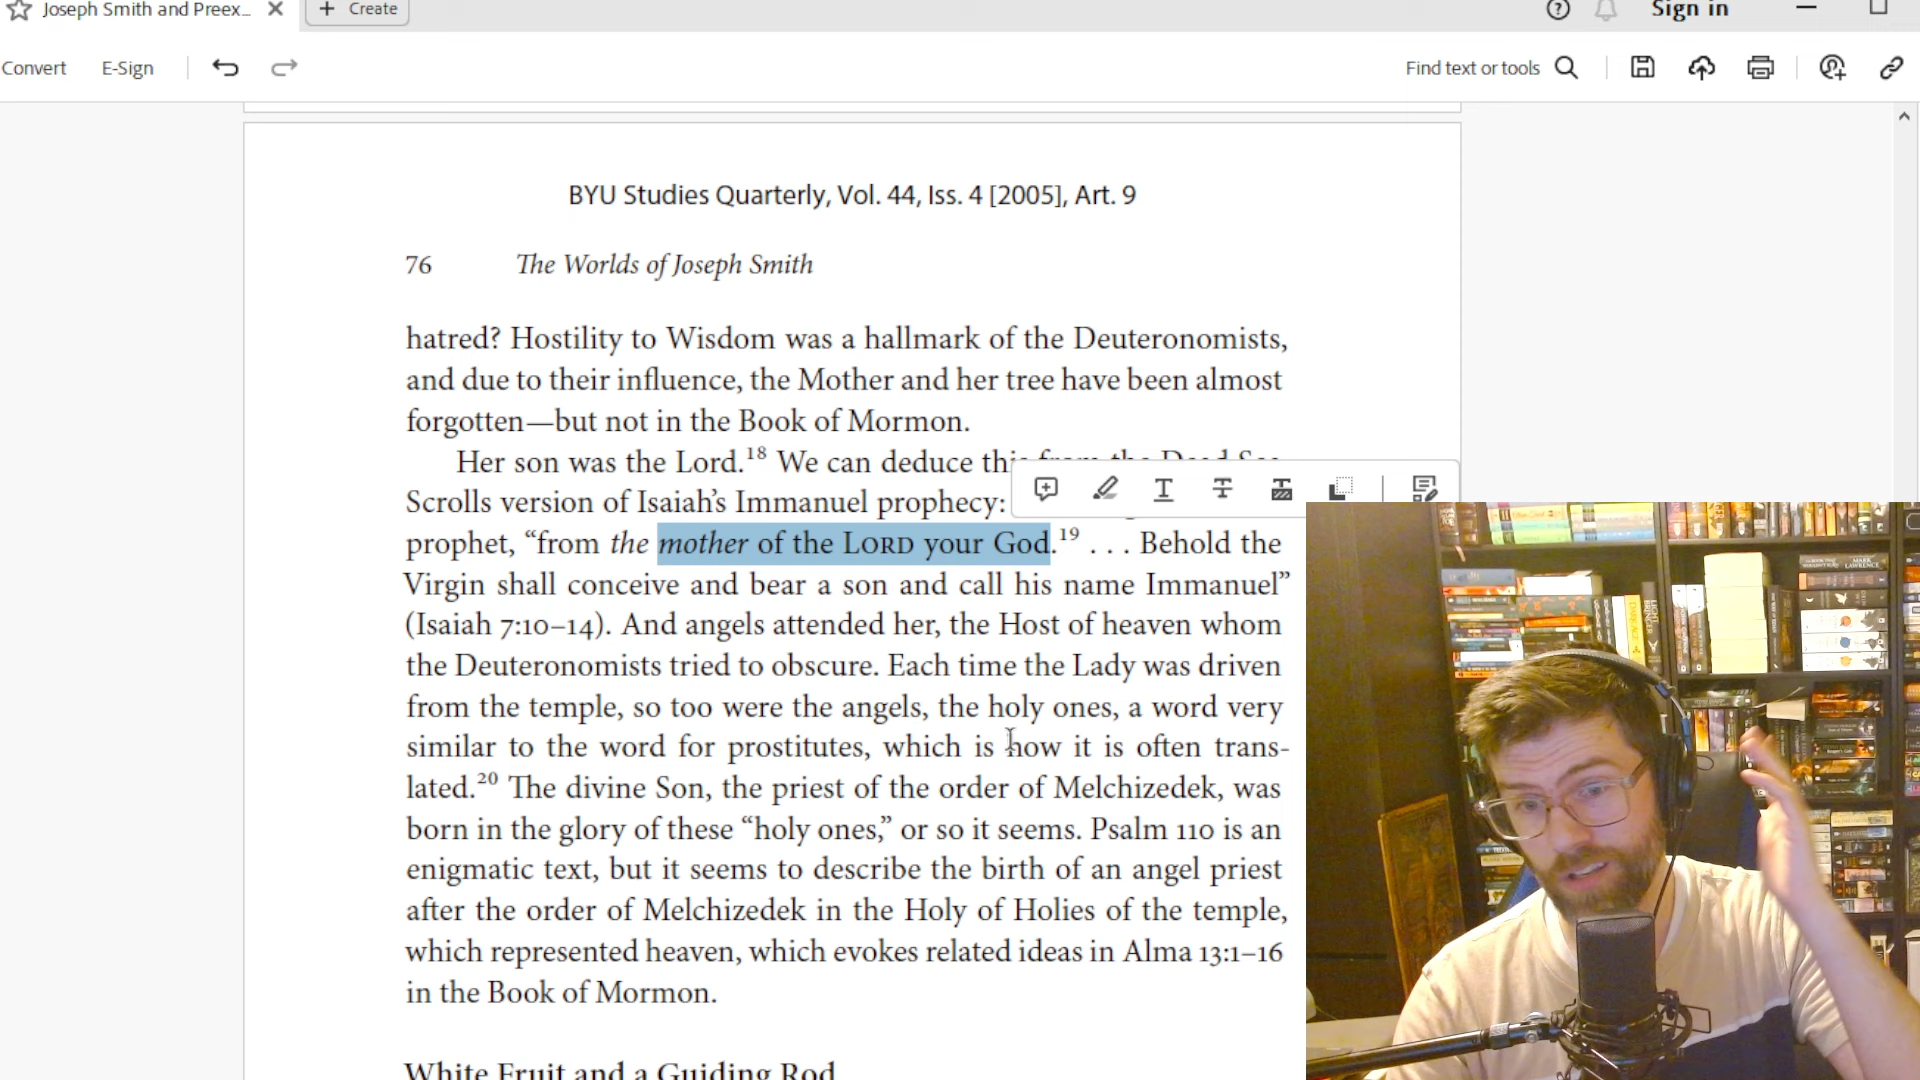 Joseph Smith and Preex...
Create
Sign in
Convert
E-Sign
Find text or tools
BYU Studies Quarterly, Vol. 44, Iss. 4 [2005], Art. 9
76 The Worlds of Joseph Smith
hatred? Hostility to Wisdom was a hallmark of the Deuteronomists,
and due to their influence, the Mother and her tree have been almost
forgotten—but not in the Book of Mormon.
Her son was the Lord.18 We can deduce this from the Dead Sea
Scrolls version of Isaiah’s Immanuel prophecy:
prophet, “from the mother of the LORD your God.19 . . . Behold the
Virgin shall conceive and bear a son and call his name Immanuel”
(Isaiah 7:10–14). And angels attended her, the Host of heaven whom
the Deuteronomists tried to obscure. Each time the Lady was driven
from the temple, so too were the angels, the holy ones, a word very
similar to the word for prostitutes, which is how it is often trans-
lated.20 The divine Son, the priest of the order of Melchizedek, was
born in the glory of these “holy ones,” or so it seems. Psalm 110 is an
enigmatic text, but it seems to describe the birth of an angel priest
after the order of Melchizedek in the Holy of Holies of the temple,
which represented heaven, which evokes related ideas in Alma 13:1–16
in the Book of Mormon.
White Fruit and a Guiding Rod